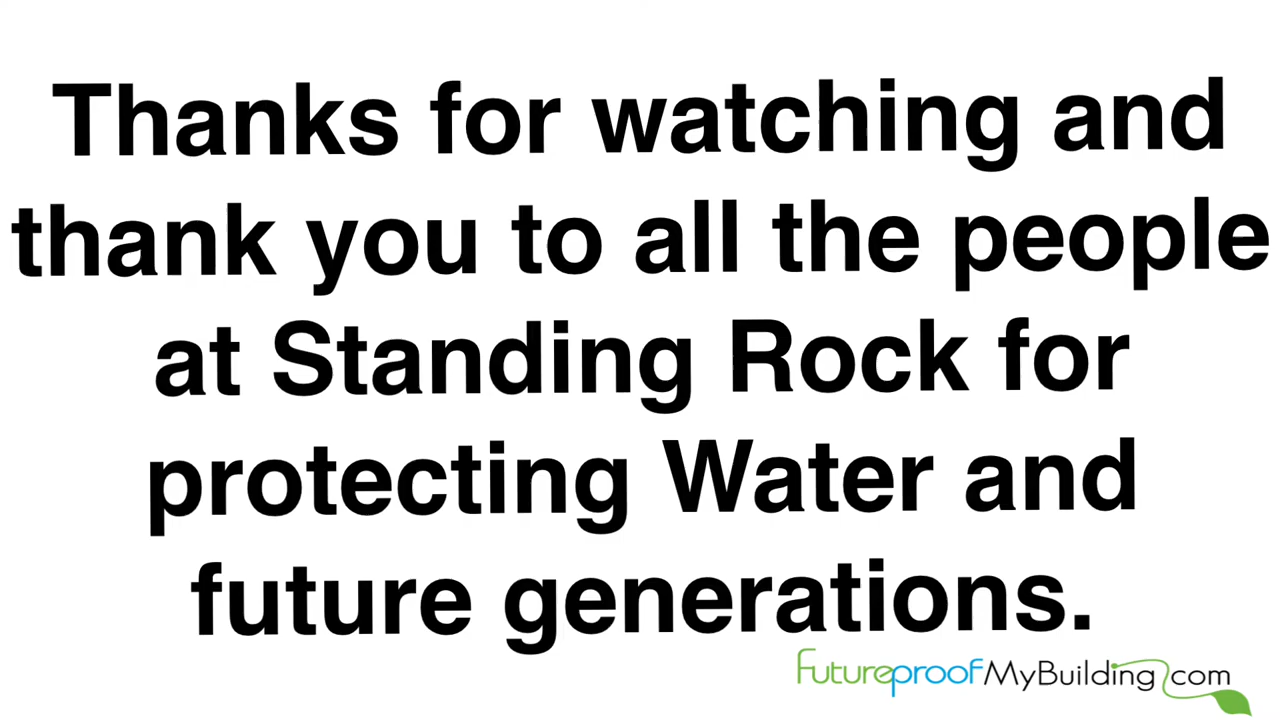 Thanks for watching and
thank you to all the people
at Standing Rock for
protecting Water and
future generations.
FutureproofMyBuilding.com